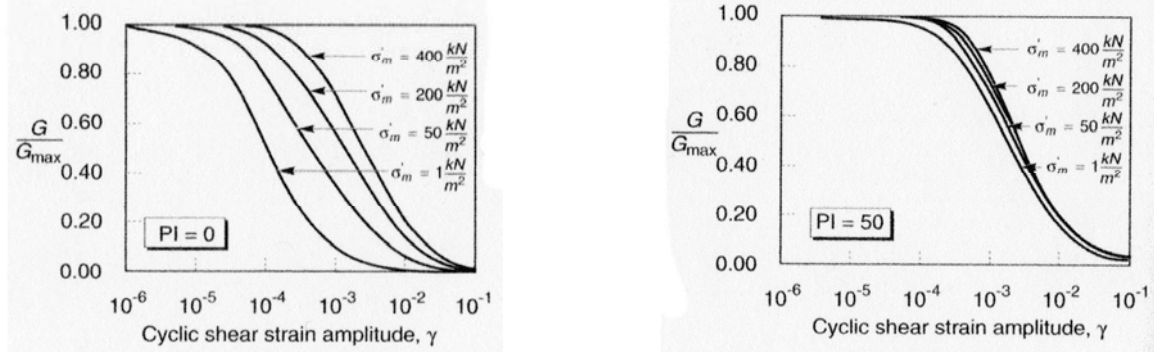 1.00
0.80
0.60
0.40
0.20
0.00
G
G_max
σ'_m = 400 kN/m²
σ'_m = 200 kN/m²
σ'_m = 50 kN/m²
σ'_m = 1 kN/m²
PI = 0
10⁻⁶ 10⁻⁵ 10⁻⁴ 10⁻³ 10⁻² 10⁻¹
Cyclic shear strain amplitude, γ
1.00
0.80
0.60
0.40
0.20
0.00
G
G_max
σ'_m = 400 kN/m²
σ'_m = 200 kN/m²
σ'_m = 50 kN/m²
σ'_m = 1 kN/m²
PI = 50
10⁻⁶ 10⁻⁵ 10⁻⁴ 10⁻³ 10⁻² 10⁻¹
Cyclic shear strain amplitude, γ